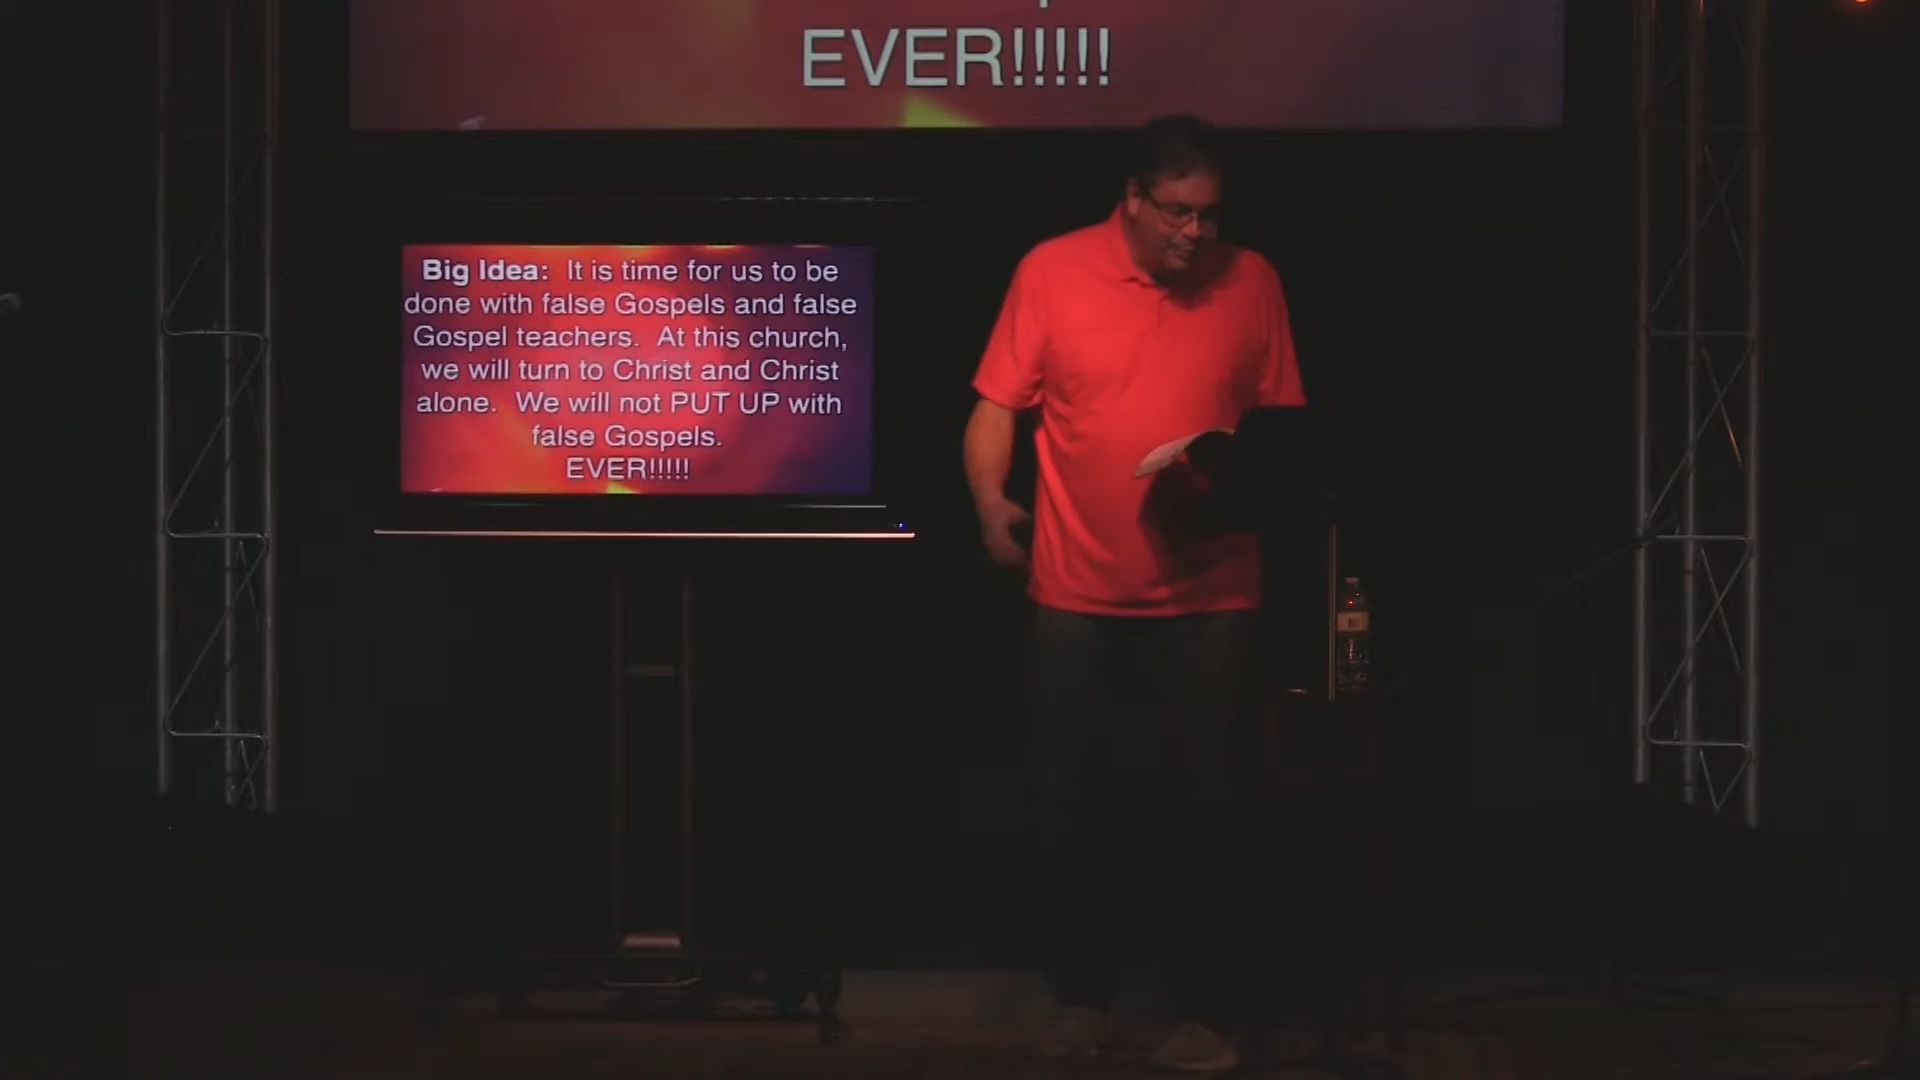 EVER!!!!!
Big Idea: It is time for us to be
done with false Gospels and false
Gospel teachers. At this church,
we will turn to Christ and Christ
alone. We will not PUT UP with
false Gospels.
EVER!!!!!